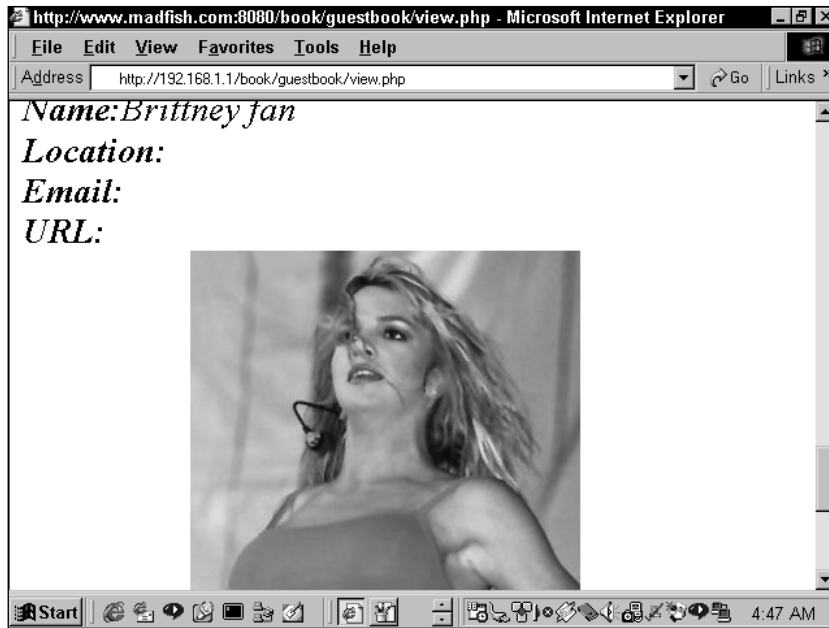 http://www.madfish.com:8080/book/guestbook/view.php - Microsoft Internet Explorer
File Edit View Favorites Tools Help
Address http://192.168.1.1/book/guestbook/view.php Go Links
Name:Brittney fan
Location:
Email:
URL:
Start 4:47 AM